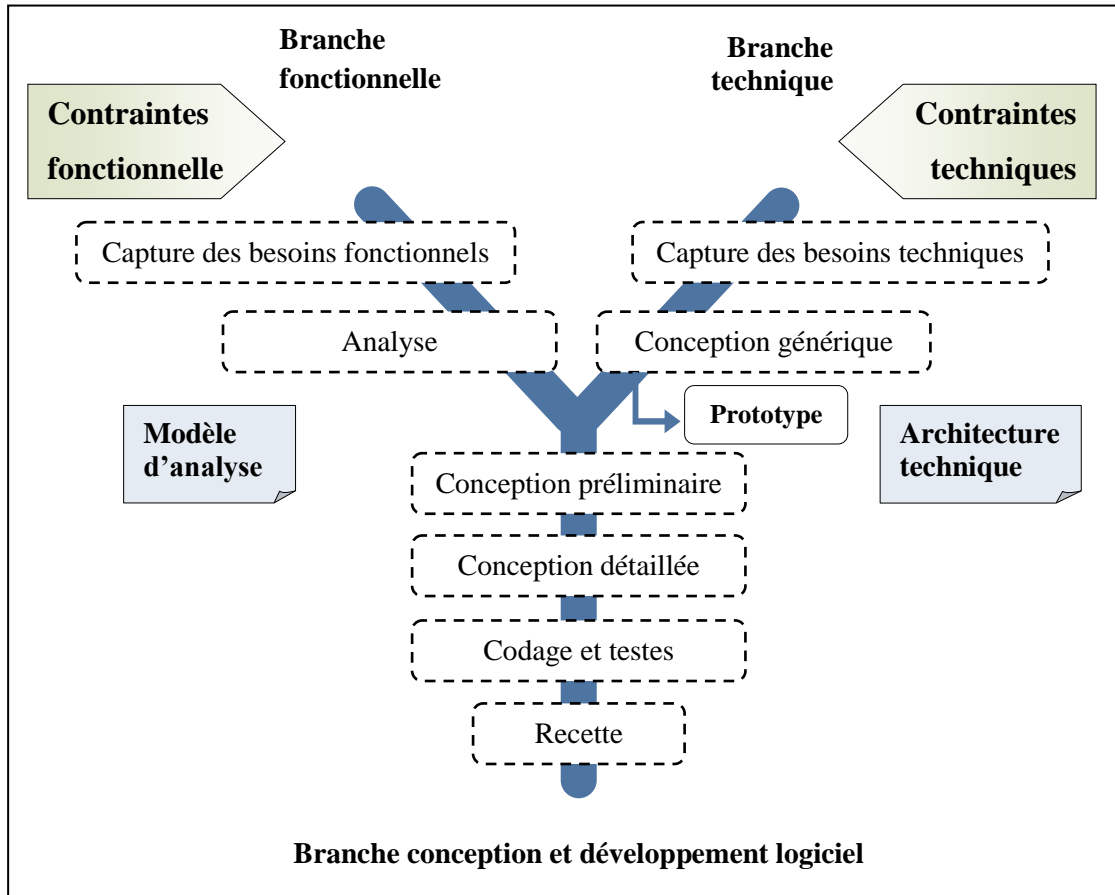 Branche
fonctionnelle
Branche
technique
Contraintes
fonctionnelle
Contraintes
techniques
Capture des besoins fonctionnels
Capture des besoins techniques
Analyse
Conception générique
Prototype
Modèle
d’analyse
Architecture
technique
Conception préliminaire
Conception détaillée
Codage et testes
Recette
Branche conception et développement logiciel